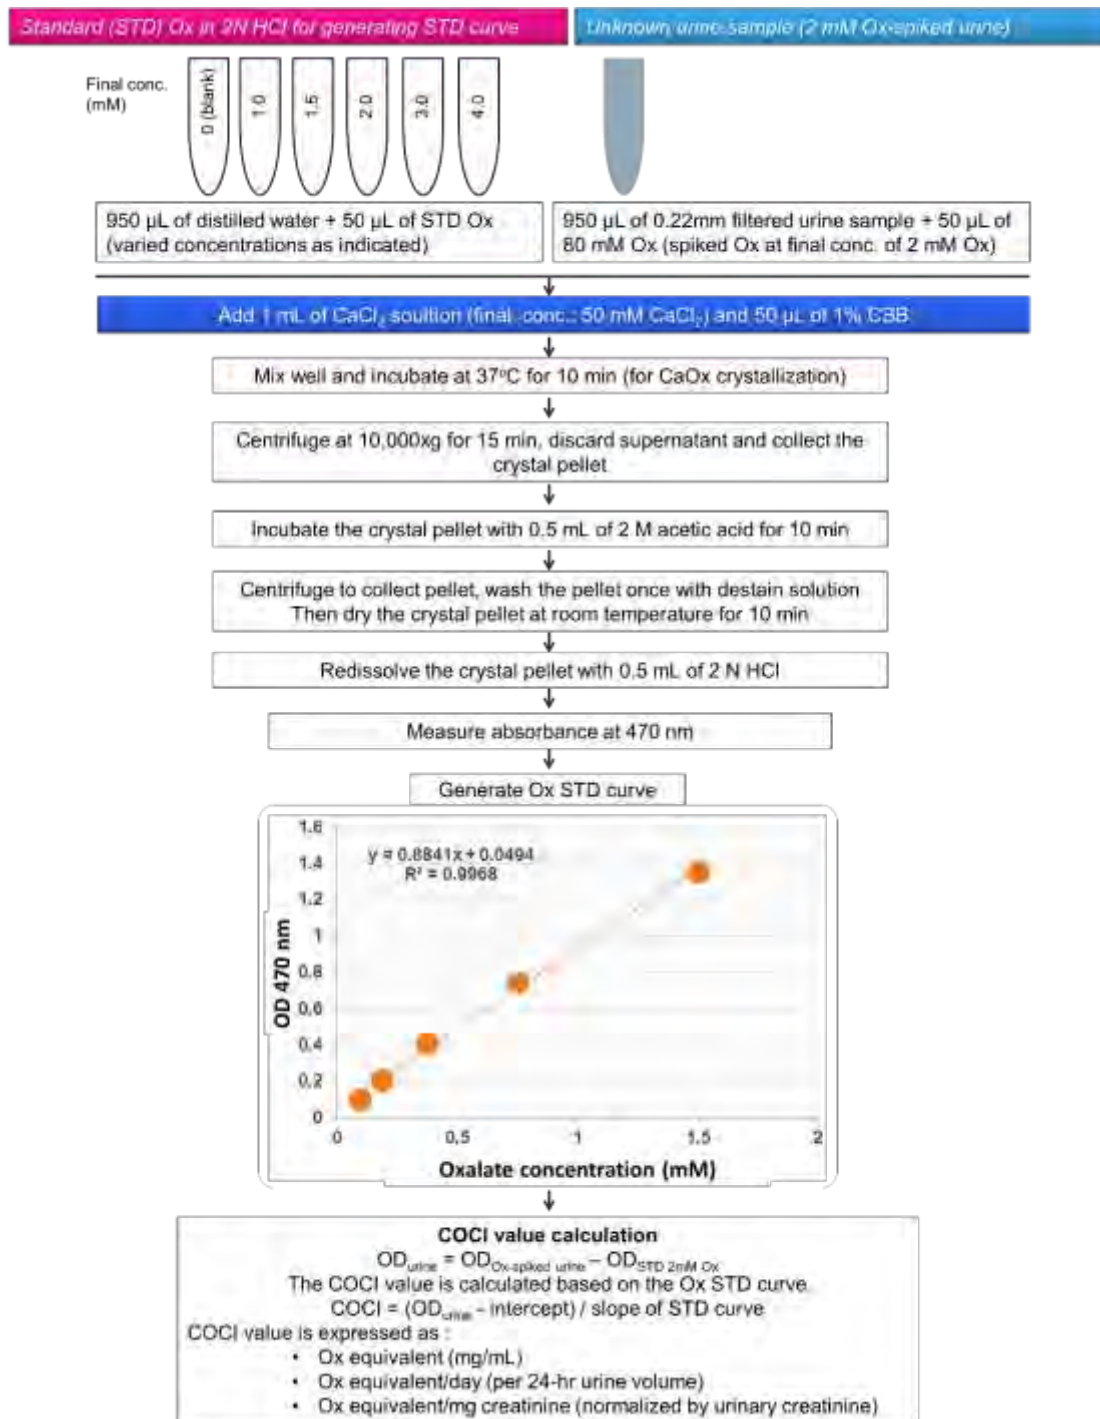 Standard (STD) Ox in 2N HCl for generating STD curve
Unknown urine sample (2 mM Ox-spiked urine)
Final conc.
(mM)
0 (blank)
1.0
1.5
2.0
3.0
4.0
950 µL of distilled water + 50 µL of STD Ox
(varied concentrations as indicated)
950 µL of 0.22mm filtered urine sample + 50 µL of
80 mM Ox (spiked Ox at final conc. of 2 mM Ox)
Add 1 mL of CaCl₂ soultion (final conc.: 50 mM CaCl₂) and 50 µL of 1% CBB
Mix well and incubate at 37°C for 10 min (for CaOx crystallization)
Centrifuge at 10,000xg for 15 min, discard supernatant and collect the
crystal pellet
Incubate the crystal pellet with 0.5 mL of 2 M acetic acid for 10 min
Centrifuge to collect pellet, wash the pellet once with destain solution
Then dry the crystal pellet at room temperature for 10 min
Redissolve the crystal pellet with 0.5 mL of 2 N HCl
Measure absorbance at 470 nm
Generate Ox STD curve
y = 0.8841x + 0.0494
R² = 0.9968
OD 470 nm
1.6
1.4
1.2
1
0.8
0.6
0.4
0.2
0
0
0.5
1
1.5
2
Oxalate concentration (mM)
COCI value calculation
OD urine = OD Ox-spiked urine – OD STD 2mM Ox
The COCI value is calculated based on the Ox STD curve.
COCI = (OD urine - intercept) / slope of STD curve
COCI value is expressed as :
• Ox equivalent (mg/mL)
• Ox equivalent/day (per 24-hr urine volume)
• Ox equivalent/mg creatinine (normalized by urinary creatinine)